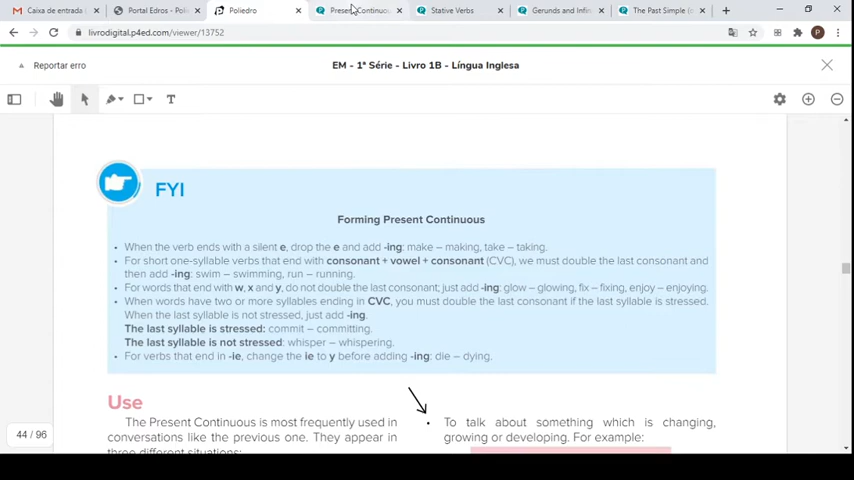 Caixa de entrada
Portal Edros - Poli
Poliedro
Present Continuous
Stative Verbs
Gerunds and Infin
The Past Simple (
livrodigital.p4ed.com/viewer/13752
P
Reportar erro
EM - 1ª Série - Livro 1B - Língua Inglesa
T
FYI
Forming Present Continuous
• When the verb ends with a silent e, drop the e and add -ing: make – making, take – taking.
• For short one-syllable verbs that end with consonant + vowel + consonant (CVC), we must double the last consonant and
then add -ing: swim – swimming, run – running.
• For words that end with w, x and y, do not double the last consonant; just add -ing: glow – glowing, fix – fixing, enjoy – enjoying.
• When words have two or more syllables ending in CVC, you must double the last consonant if the last syllable is stressed.
When the last syllable is not stressed, just add -ing.
The last syllable is stressed: commit – committing.
The last syllable is not stressed: whisper – whispering.
• For verbs that end in -ie, change the ie to y before adding -ing: die – dying.
Use
The Present Continuous is most frequently used in
conversations like the previous one. They appear in
three different situations:
• To talk about something which is changing,
growing or developing. For example:
44 / 96